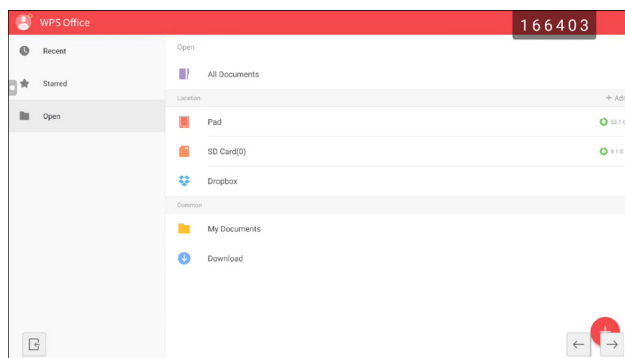 WPS Office
166403
Recent
Starred
Open
Open
All Documents
Location
+ Add
Pad
SD Card(0)
Dropbox
Common
My Documents
Download